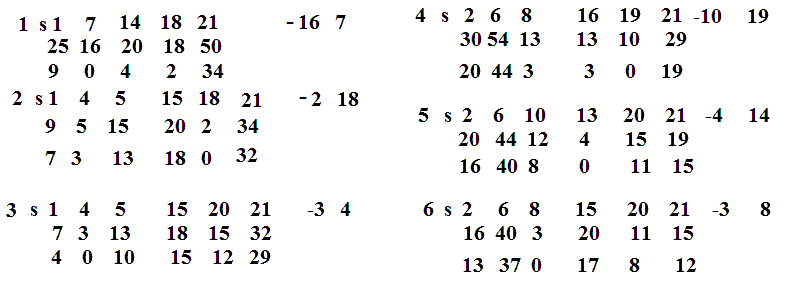 1 s1 7 14 18 21 -16 7
25 16 20 18 50
9 0 4 2 34
2 s1 4 5 15 18 21 -2 18
9 5 15 20 2 34
7 3 13 18 0 32
3 s 1 4 5 15 20 21 -3 4
7 3 13 18 15 32
4 0 10 15 12 29
4 s 2 6 8 16 19 21 -10 19
30 54 13 13 10 29
20 44 3 3 0 19
5 s 2 6 10 13 20 21 -4 14
20 44 12 4 15 19
16 40 8 0 11 15
6 s 2 6 8 15 20 21 -3 8
16 40 3 20 11 15
13 37 0 17 8 12